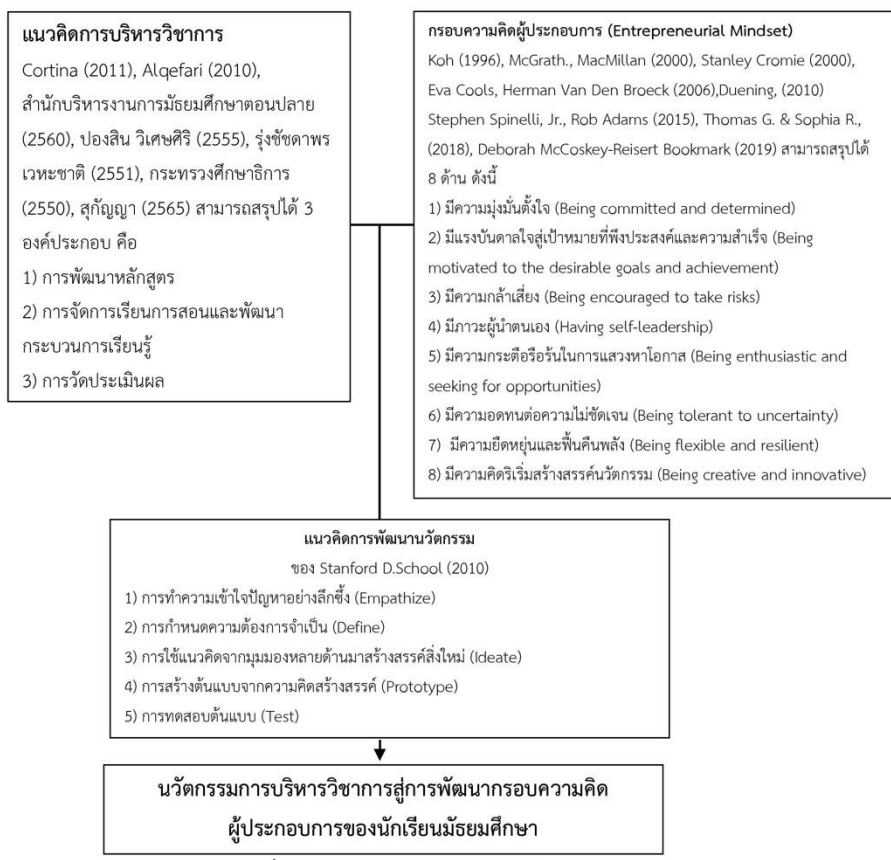 แนวคิดการบริหารวิชาการ
Cortina (2011), Alqefari (2010),
สำนักบริหารงานการมัธยมศึกษาตอนปลาย
(2560), ปองสิน วิเศษศิริ (2555), รุ่งชัชดาพร
เวหะชาติ (2551), กระทรวงศึกษาธิการ
(2550), สุกัญญา (2565) สามารถสรุปได้ 3
องค์ประกอบ คือ
1) การพัฒนาหลักสูตร
2) การจัดการเรียนการสอนและพัฒนา
กระบวนการเรียนรู้
3) การวัดประเมินผล
กรอบความคิดผู้ประกอบการ (Entrepreneurial Mindset)
Koh (1996), McGrath., MacMillan (2000), Stanley Cromie (2000),
Eva Cools, Herman Van Den Broeck (2006),Duening, (2010)
Stephen Spinelli, Jr., Rob Adams (2015), Thomas G. & Sophia R.,
(2018), Deborah McCoskey-Reisert Bookmark (2019) สามารถสรุปได้
8 ด้าน ดังนี้
1) มีความมุ่งมั่นตั้งใจ (Being committed and determined)
2) มีแรงบันดาลใจสู่เป้าหมายที่พึงประสงค์และความสำเร็จ (Being
motivated to the desirable goals and achievement)
3) มีความกล้าเสี่ยง (Being encouraged to take risks)
4) มีภาวะผู้นำตนเอง (Having self-leadership)
5) มีความกระตือรือร้นในการแสวงหาโอกาส (Being enthusiastic and
seeking for opportunities)
6) มีความอดทนต่อความไม่ชัดเจน (Being tolerant to uncertainty)
7) มีความยืดหยุ่นและฟื้นคืนพลัง (Being flexible and resilient)
8) มีความคิดริเริ่มสร้างสรรค์นวัตกรรม (Being creative and innovative)
แนวคิดการพัฒนานวัตกรรม
ของ Stanford D.School (2010)
1) การทำความเข้าใจปัญหาอย่างลึกซึ้ง (Empathize)
2) การกำหนดความต้องการจำเป็น (Define)
3) การใช้แนวคิดจากมุมมองหลายด้านมาสร้างสรรค์สิ่งใหม่ (Ideate)
4) การสร้างต้นแบบจากความคิดสร้างสรรค์ (Prototype)
5) การทดสอบต้นแบบ (Test)
นวัตกรรมการบริหารวิชาการสู่การพัฒนากรอบความคิด
ผู้ประกอบการของนักเรียนมัธยมศึกษา